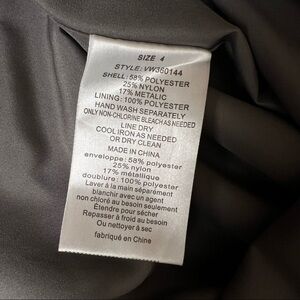 SIZE 4
STYLE: VW360144
SHELL: 58% POLYESTER
25% NYLON
17% METALIC
LINING: 100% POLYESTER
HAND WASH SEPARATELY
ONLY NON-CHLORINE BLEACH AS NEEDED
LINE DRY
COOL IRON AS NEEDED
OR DRY CLEAN
MADE IN CHINA
enveloppe: 58% polyester
25% nylon
17% métallique
doublure: 100% polyester
Laver à la main séparément
blanchir avec un agent
non chloré au besoin seulement
Étendre pour sécher
Repasser à froid au besoin
Ou nettoyer à sec
fabriqué en Chine